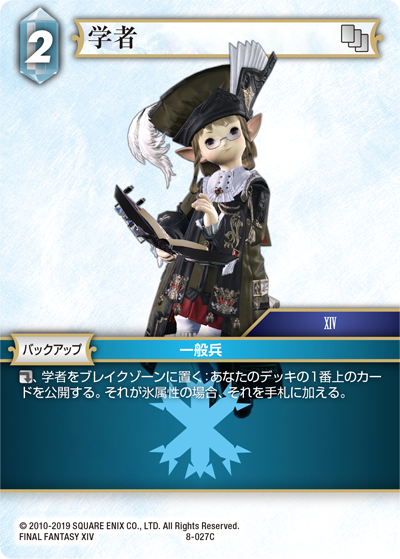 2
学者
XIV
バックアップ
一般兵
、学者をブレイクゾーンに置く:あなたのデッキの1番上のカー
ドを公開する。それが氷属性の場合、それを手札に加える。
© 2010-2019 SQUARE ENIX CO., LTD. All Rights Reserved.
FINAL FANTASY XIV 8-027C